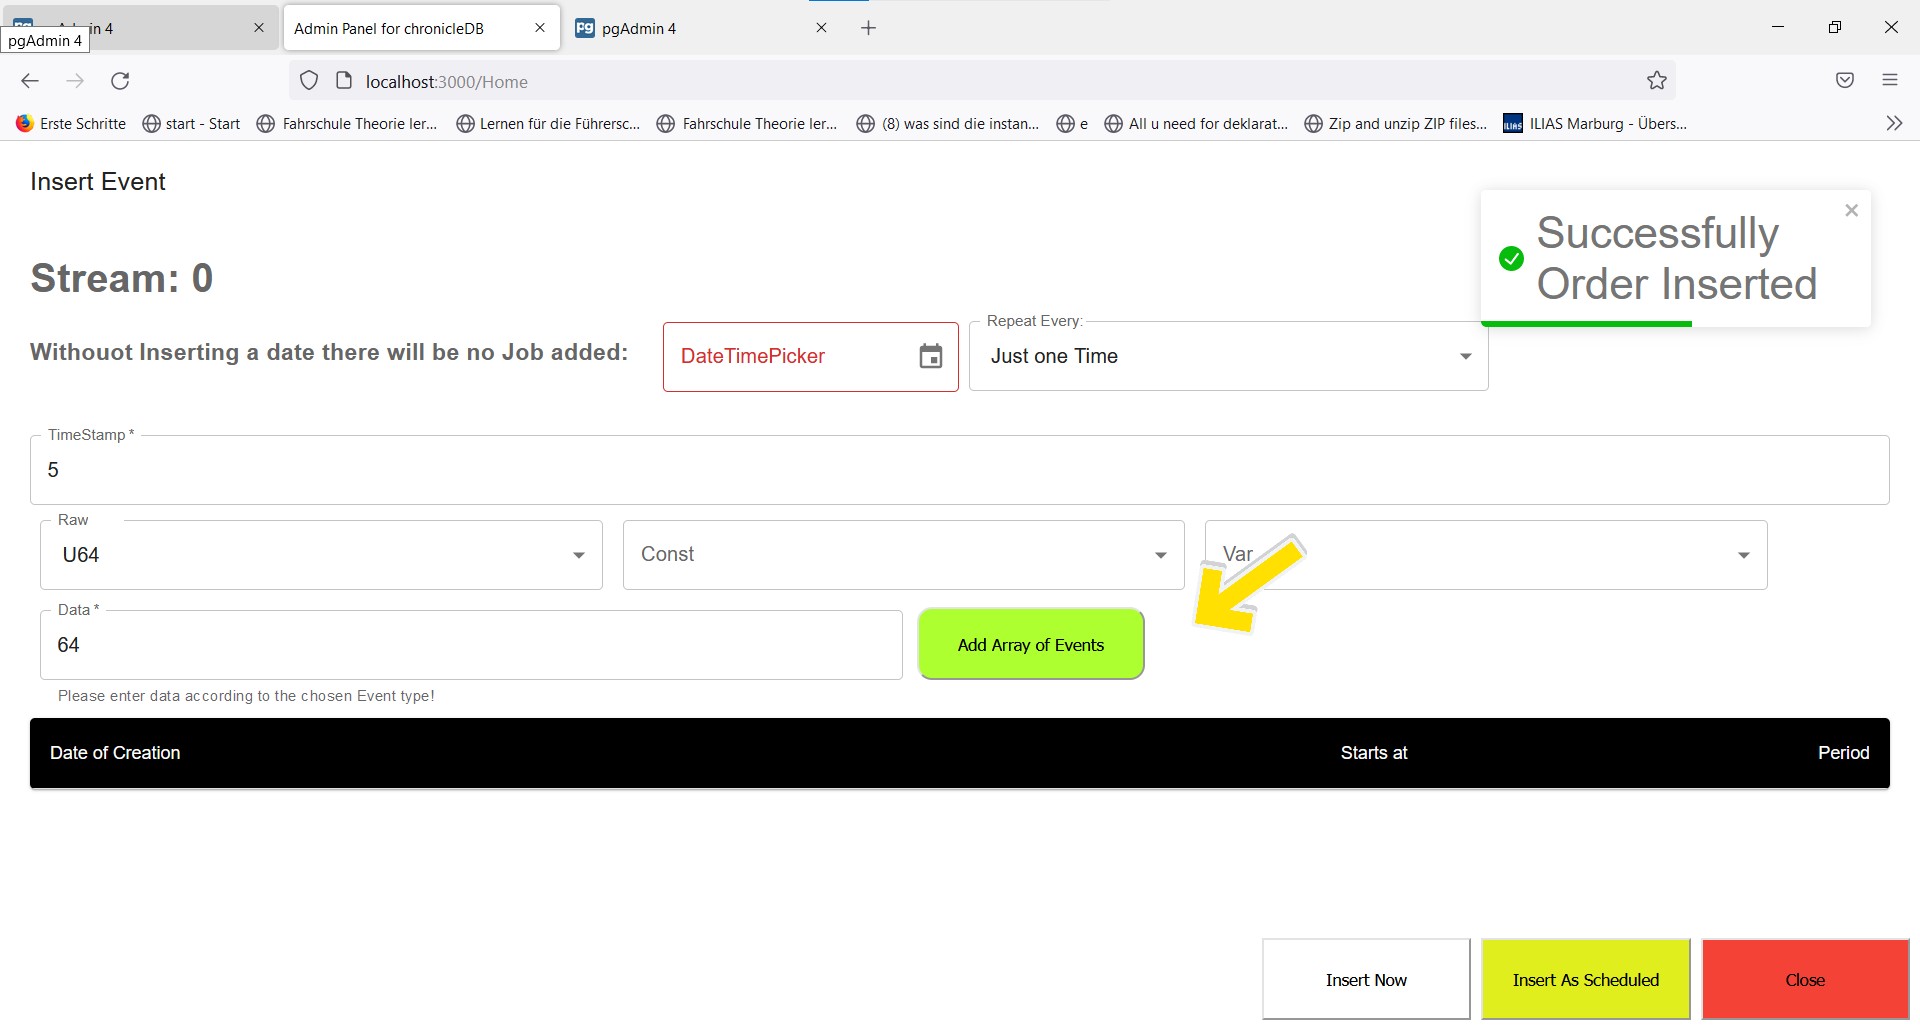 Admin 4
Admin Panel for chronicleDB
pgAdmin 4
pgAdmin 4
localhost:3000/Home
Erste Schritte
start - Start
Fahrschule Theorie ler...
Lernen für die Führersc...
Fahrschule Theorie ler...
(8) was sind die instan...
e
All u need for deklarat...
Zip and unzip ZIP files...
ILIAS Marburg - Übers...
Insert Event
Successfully
Order Inserted
Stream: 0
Withouot Inserting a date there will be no Job added:
DateTimePicker
Repeat Every:
Just one Time
TimeStamp *
5
Raw
U64
Const
Var
Data *
64
Add Array of Events
Please enter data according to the chosen Event type!
Date of Creation
Starts at
Period
Insert Now
Insert As Scheduled
Close